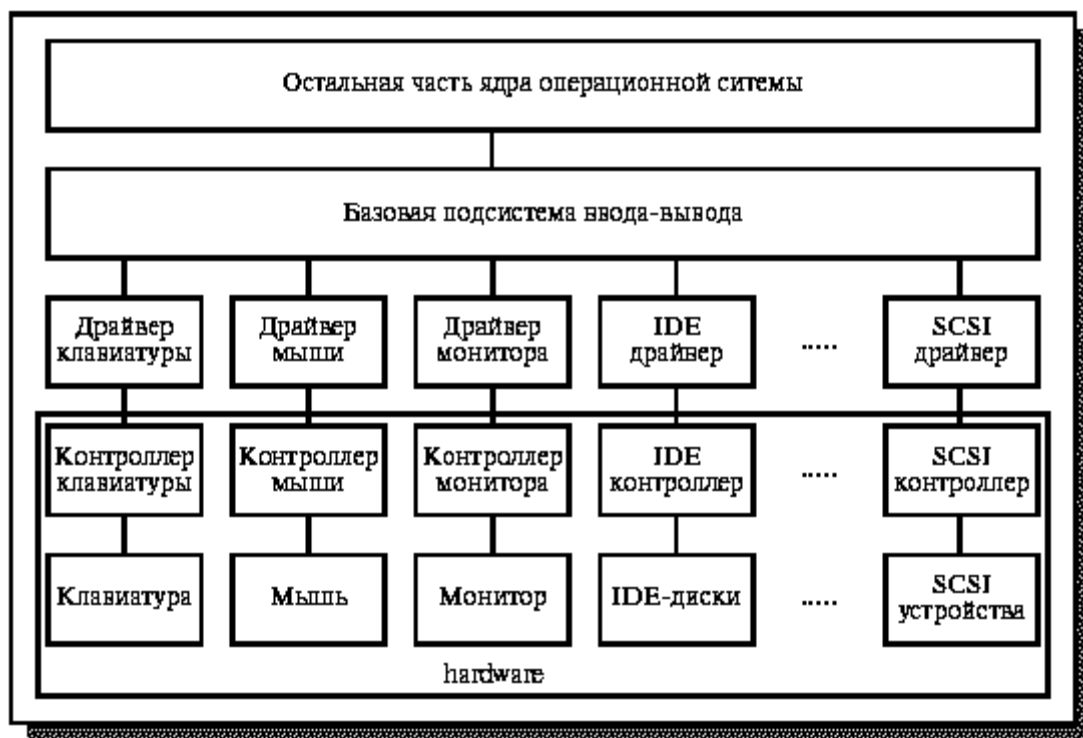 Остальная часть ядра операционной ситемы
Базовая подсистема ввода-вывода
Драйвер
клавиатуры
Драйвер
мыши
Драйвер
монитора
IDE
драйвер
.....
SCSI
драйвер
Контроллер
клавиатуры
Контроллер
мыши
Контроллер
монитора
IDE
контроллер
.....
SCSI
контроллер
Клавиатура
Мышь
Монитор
IDE-диски
.....
SCSI
устройства
hardware